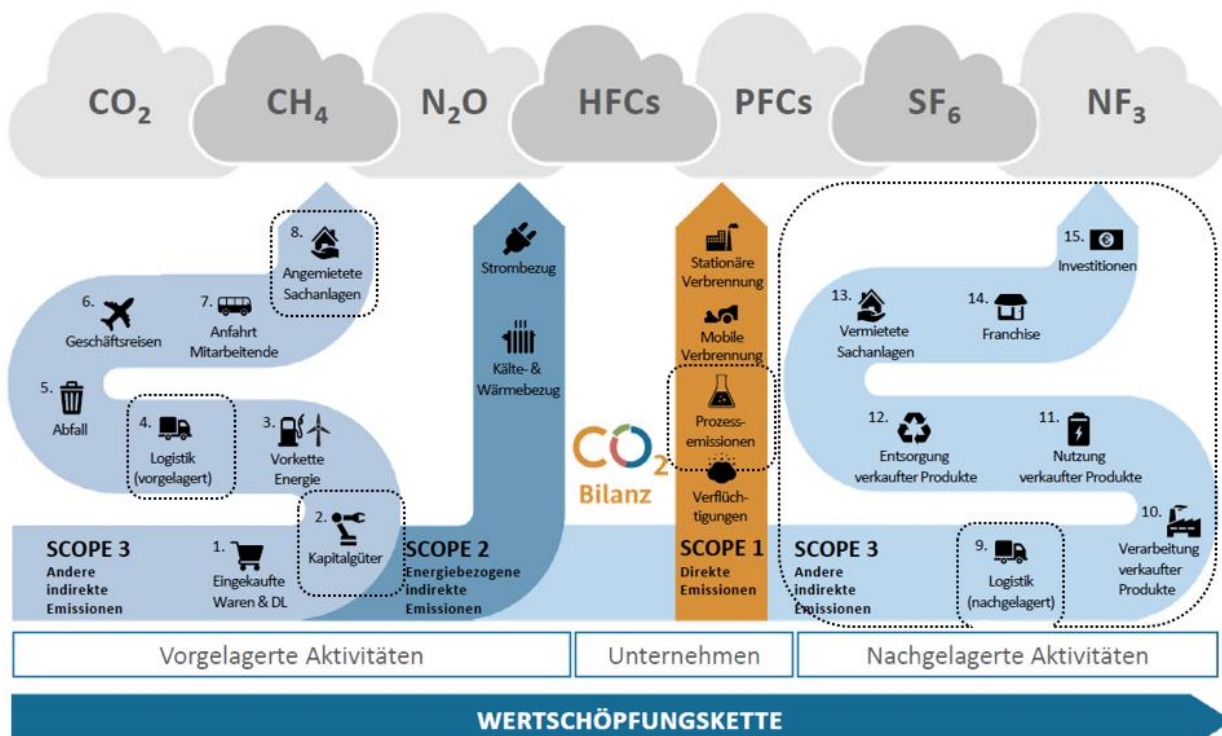 CO₂
CH₄
N₂O
HFCs
PFCs
SF₆
NF₃
8.
Angemietete
Sachanlagen
6.
Geschäftsreisen
7.
Anfahrt
Mitarbeitende
5.
Abfall
4.
Logistik
(vorgelagert)
3.
Vorkette
Energie
2.
Kapitalgüter
1.
Eingekaufte
Waren & DL
SCOPE 3
Andere
indirekte
Emissionen
Strombezug
Kälte- &
Wärmebezug
SCOPE 2
Energiebezogene
indirekte
Emissionen
CO₂
Bilanz
Stationäre
Verbrennung
Mobile
Verbrennung
Prozess-
emissionen
Verflüch-
tigungen
SCOPE 1
Direkte
Emissionen
15.
Investitionen
13.
Vermietete
Sachanlagen
14.
Franchise
12.
Entsorgung
verkaufter Produkte
11.
Nutzung
verkaufter Produkte
10.
Verarbeitung
verkaufter
Produkte
9.
Logistik
(nachgelagert)
SCOPE 3
Andere
indirekte
Emissionen
Vorgelagerte Aktivitäten
Unternehmen
Nachgelagerte Aktivitäten
WERTSCHÖPFUNGSKETTE